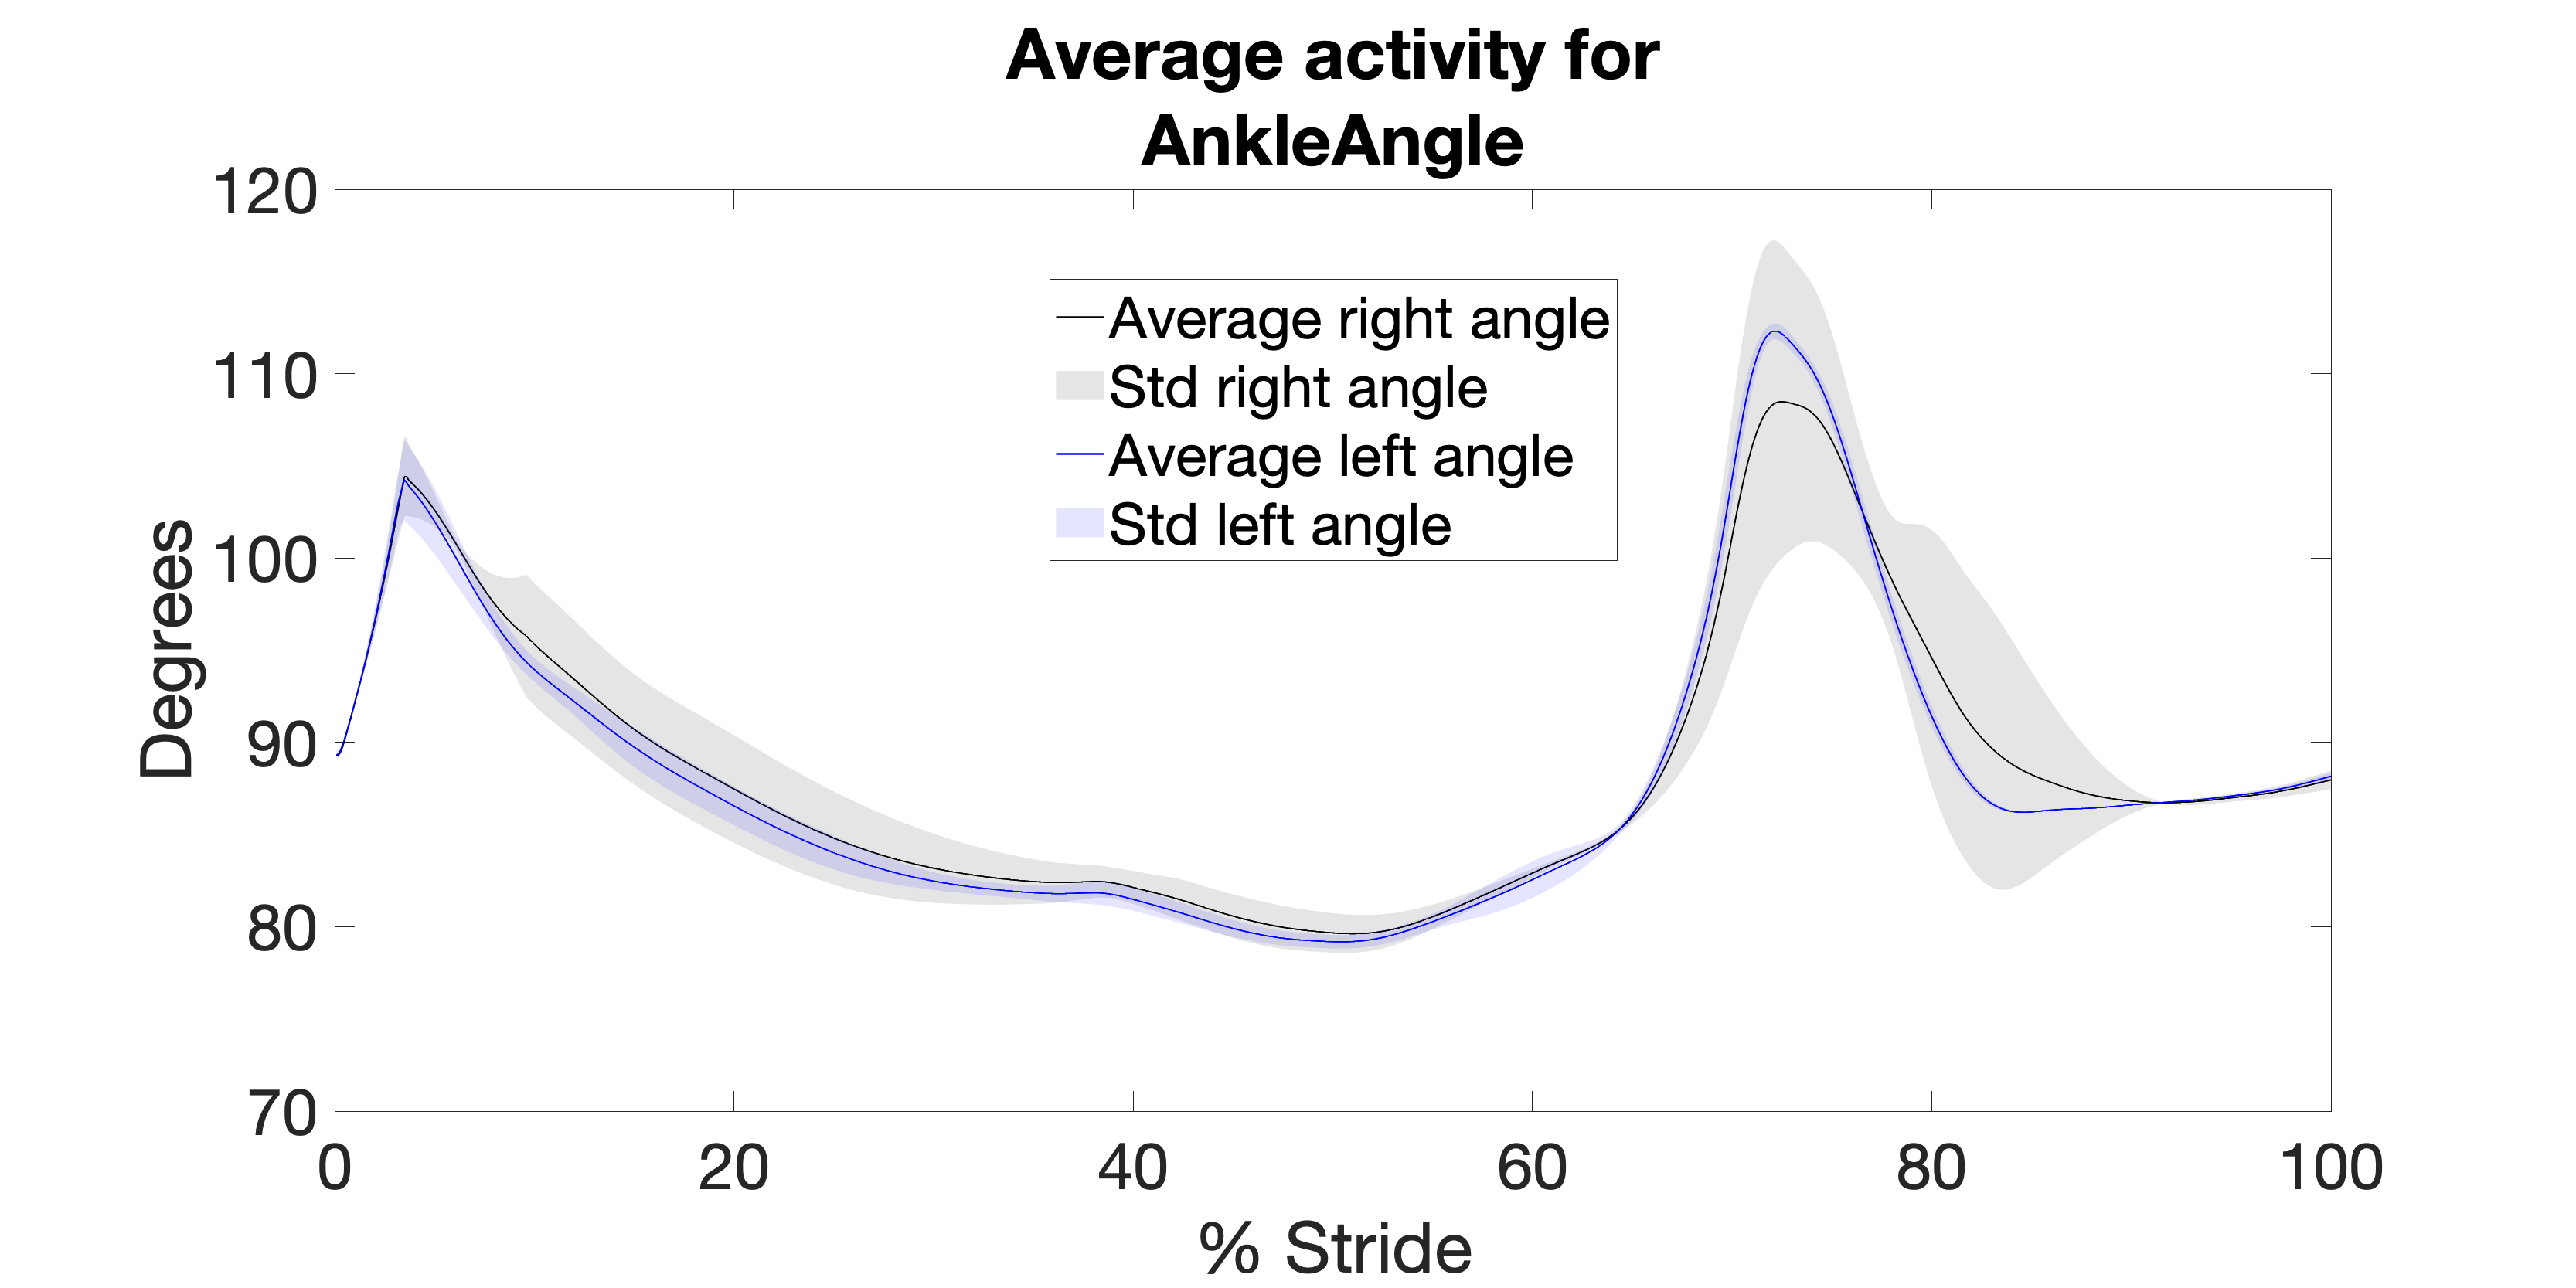 Average activity for
AnkleAngle
120
110
100
90
80
70
Degrees
Average right angle
Std right angle
Average left angle
Std left angle
0 20 40 60 80 100
% Stride